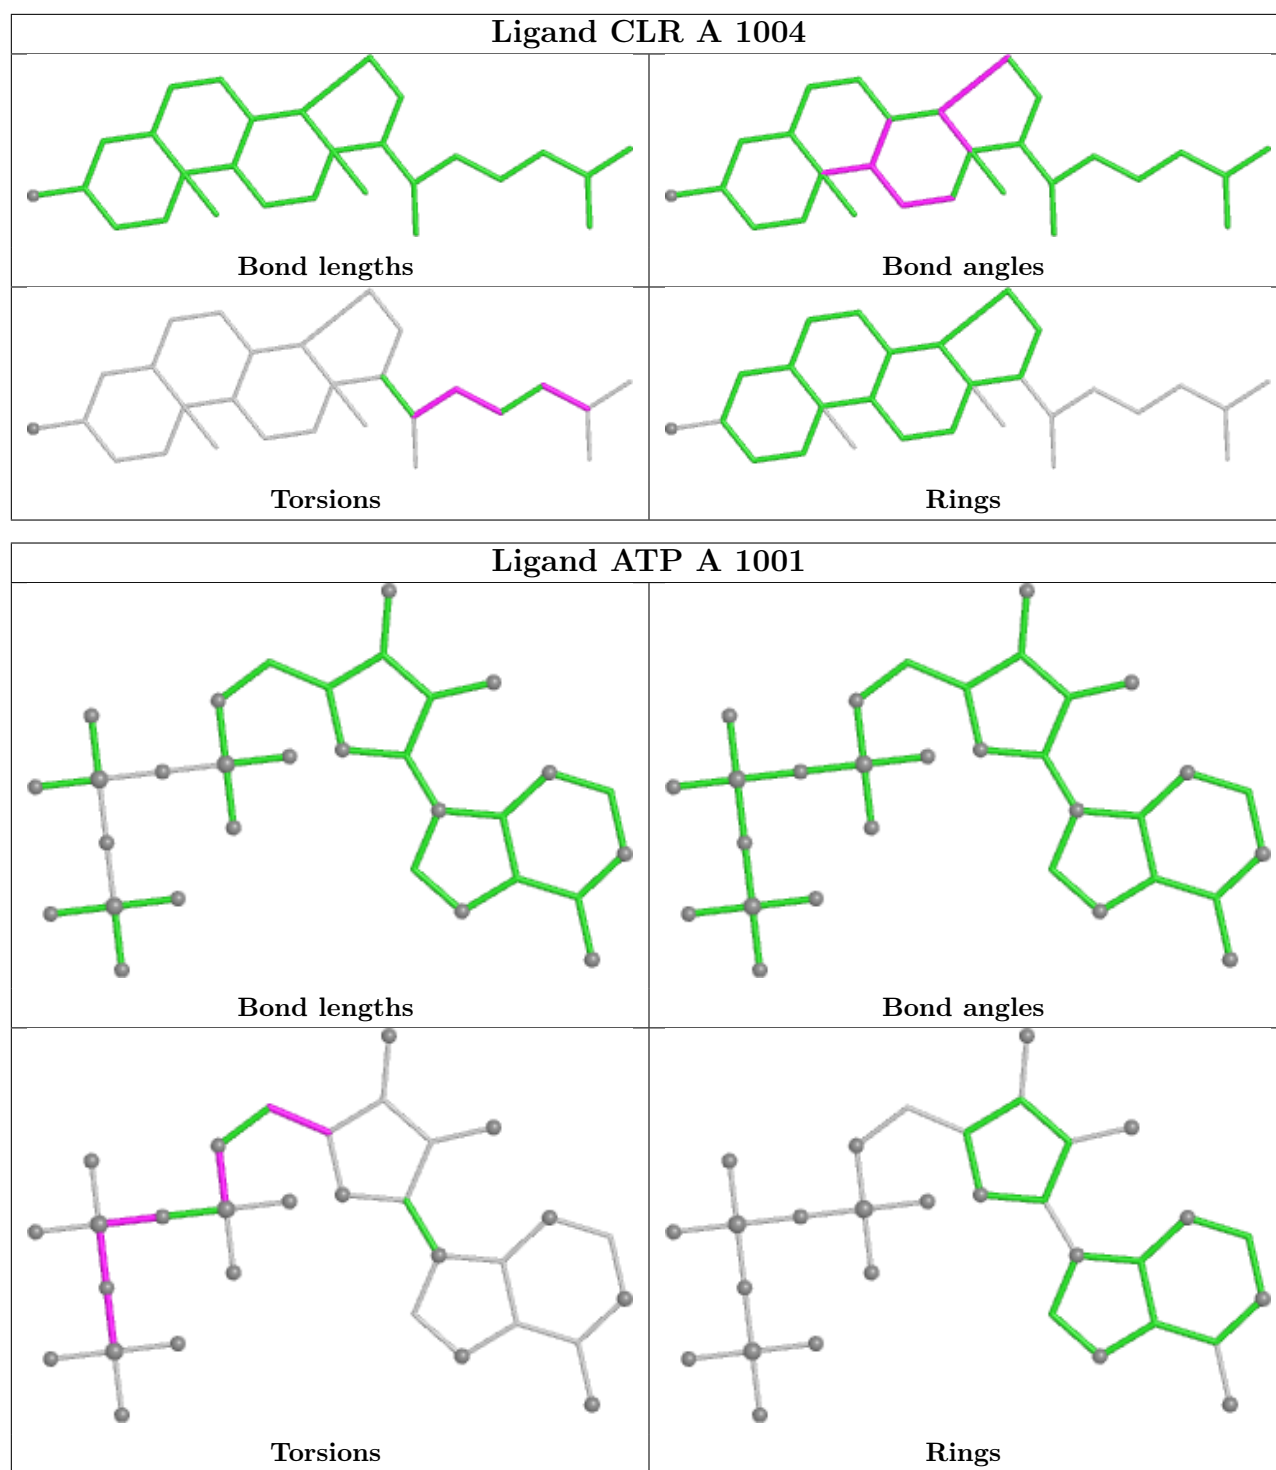 Ligand CLR A 1004
Bond lengths
Bond angles
Torsions
Rings
Ligand ATP A 1001
Bond lengths
Bond angles
Torsions
Rings